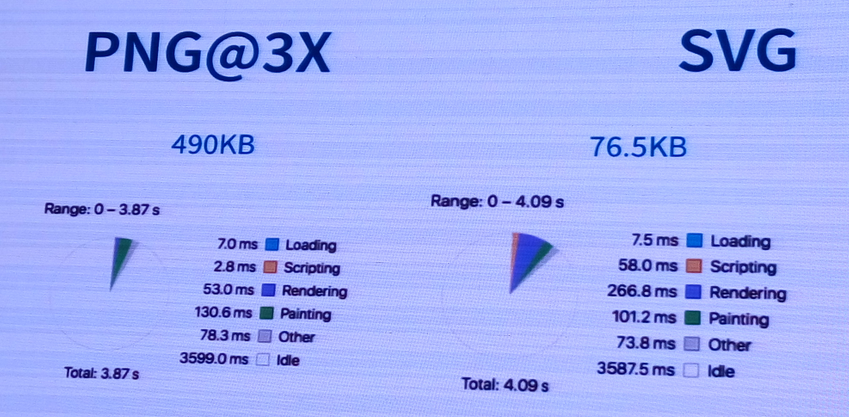 PNG@3X
490KB
Range: 0 – 3.87 s
7.0 ms Loading
2.8 ms Scripting
53.0 ms Rendering
130.6 ms Painting
78.3 ms Other
3599.0 ms Idle
Total: 3.87 s
SVG
76.5KB
Range: 0 – 4.09 s
7.5 ms Loading
58.0 ms Scripting
266.8 ms Rendering
101.2 ms Painting
73.8 ms Other
3587.5 ms Idle
Total: 4.09 s